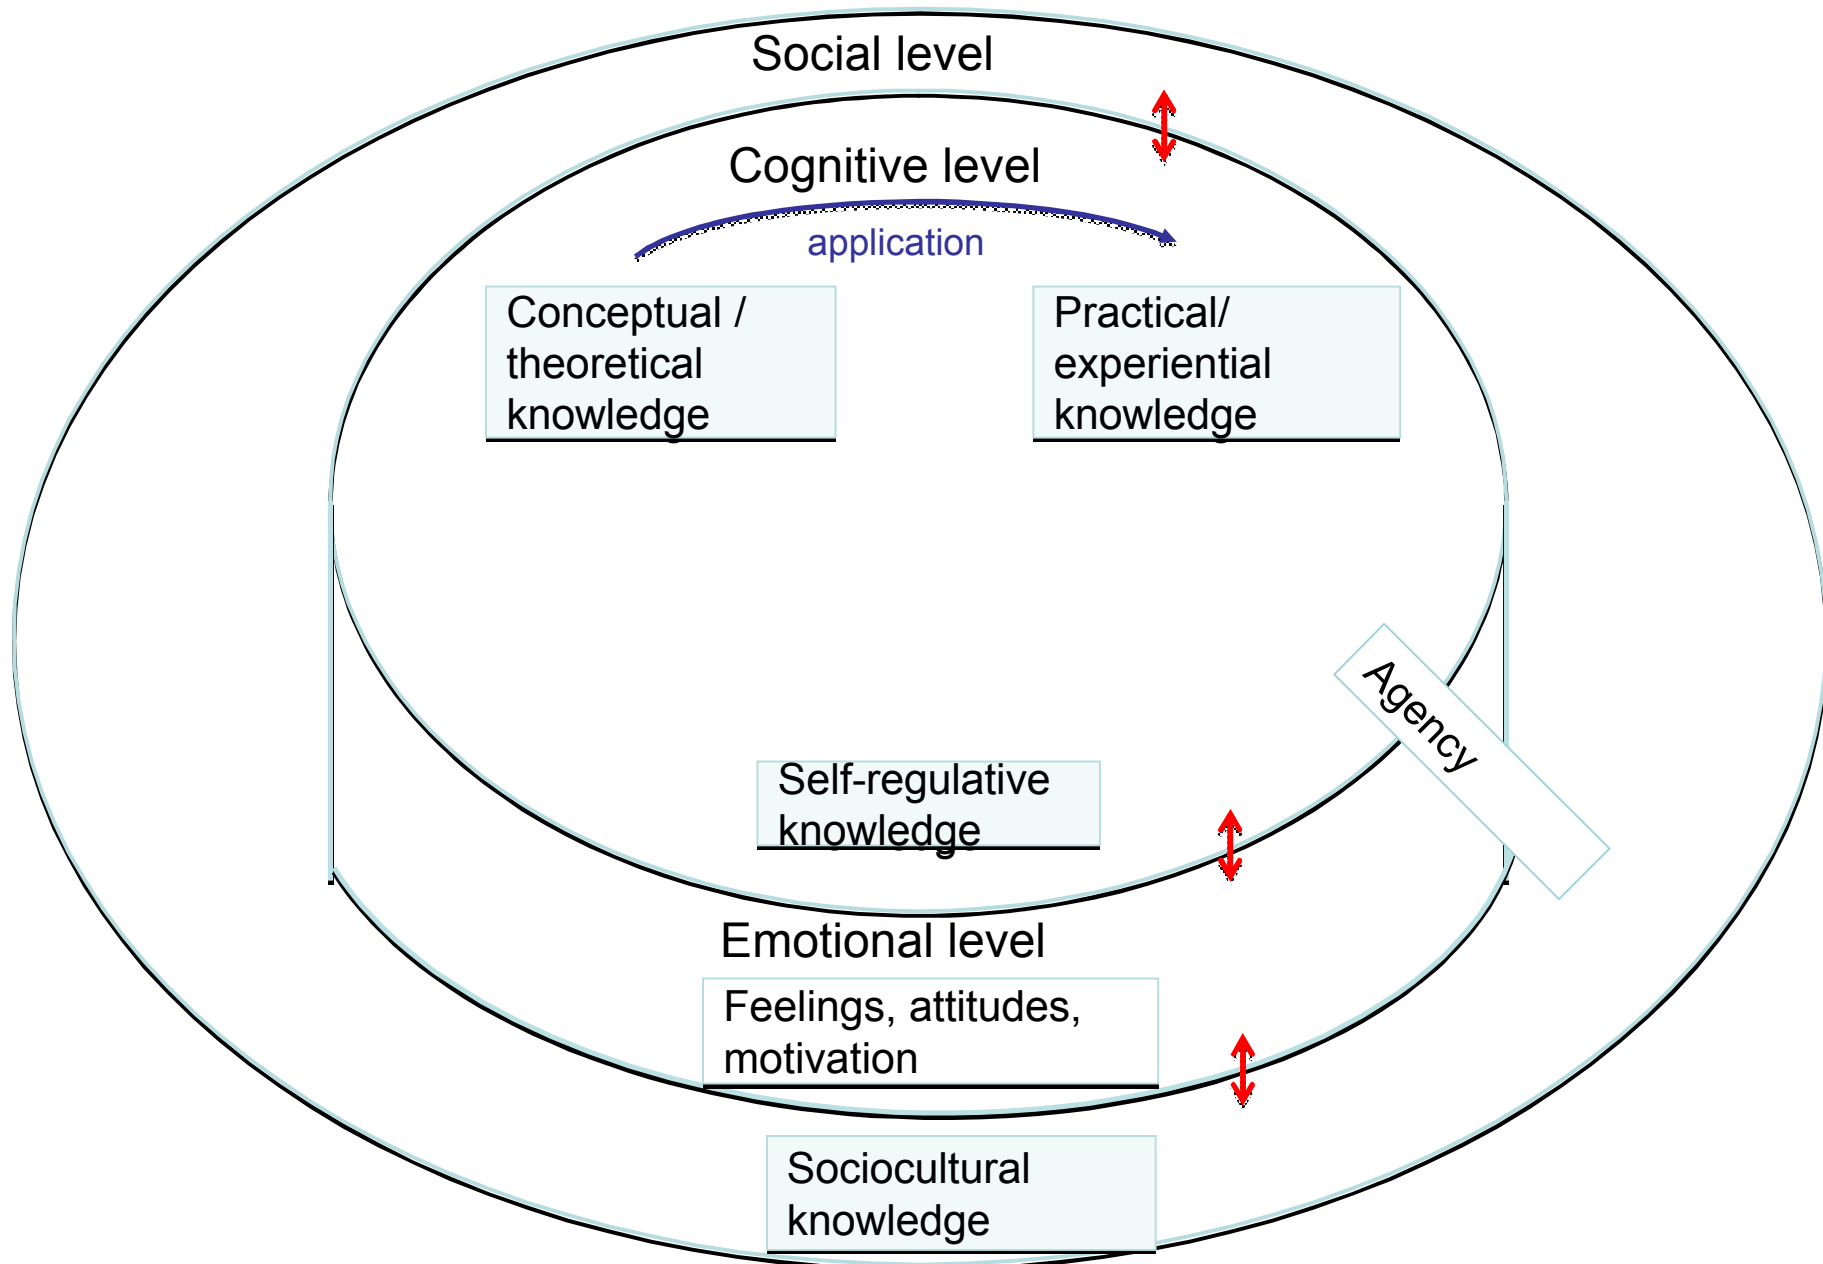 Social level
Cognitive level
application
Conceptual /
theoretical
knowledge
Practical/
experiential
knowledge
Agency
Self-regulative
knowledge
Emotional level
Feelings, attitudes,
motivation
Sociocultural
knowledge